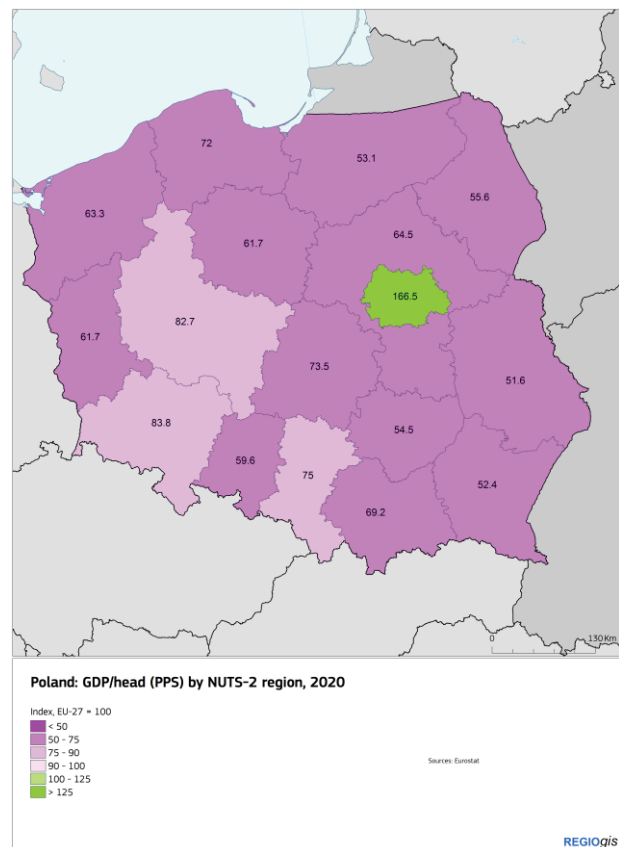 72
53.1
55.6
63.3
61.7
64.5
166.5
82.7
61.7
73.5
51.6
83.8
54.5
59.6
75
52.4
69.2
0
130 Km
Poland: GDP/head (PPS) by NUTS-2 region, 2020
Index, EU-27 = 100
< 50
50 - 75
75 - 90
90 - 100
100 - 125
> 125
Sources: Eurostat
REGIOgis